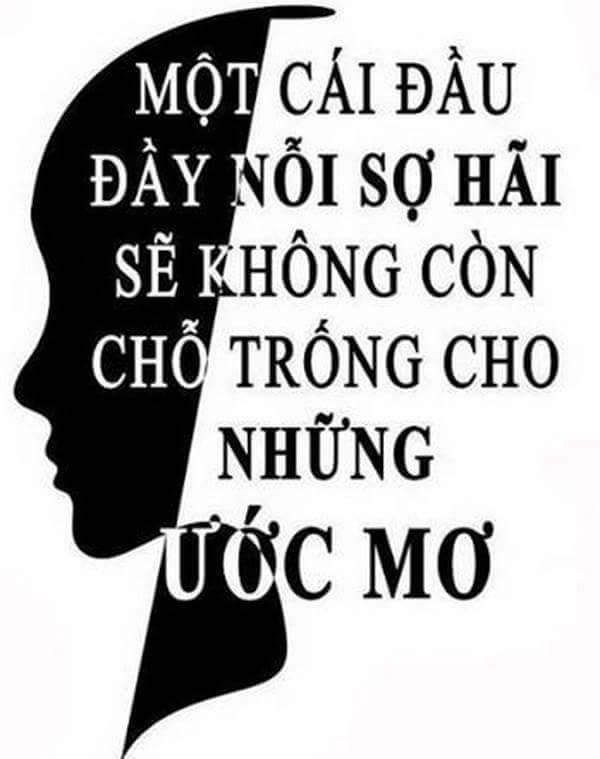 MỘT CÁI ĐẦU
ĐẦY NỖI SỢ HÃI
SẼ KHÔNG CÒN
CHỖ TRỐNG CHO
NHỮNG
ƯỚC MƠ